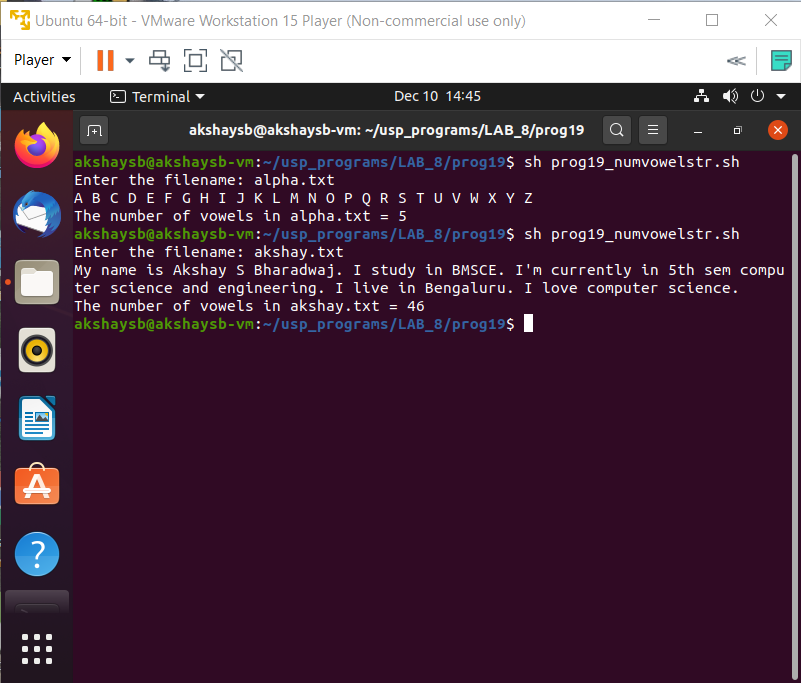 Ubuntu 64-bit - VMware Workstation 15 Player (Non-commercial use only)
Player
Activities
Terminal
Dec 10 14:45
akshaysb@akshaysb-vm: ~/usp_programs/LAB_8/prog19
akshaysb@akshaysb-vm:~/usp_programs/LAB_8/prog19$ sh prog19_numvowelstr.sh
Enter the filename: alpha.txt
A B C D E F G H I J K L M N O P Q R S T U V W X Y Z
The number of vowels in alpha.txt = 5
akshaysb@akshaysb-vm:~/usp_programs/LAB_8/prog19$ sh prog19_numvowelstr.sh
Enter the filename: akshay.txt
My name is Akshay S Bharadwaj. I study in BMSCE. I'm currently in 5th sem compu
ter science and engineering. I live in Bengaluru. I love computer science.
The number of vowels in akshay.txt = 46
akshaysb@akshaysb-vm:~/usp_programs/LAB_8/prog19$